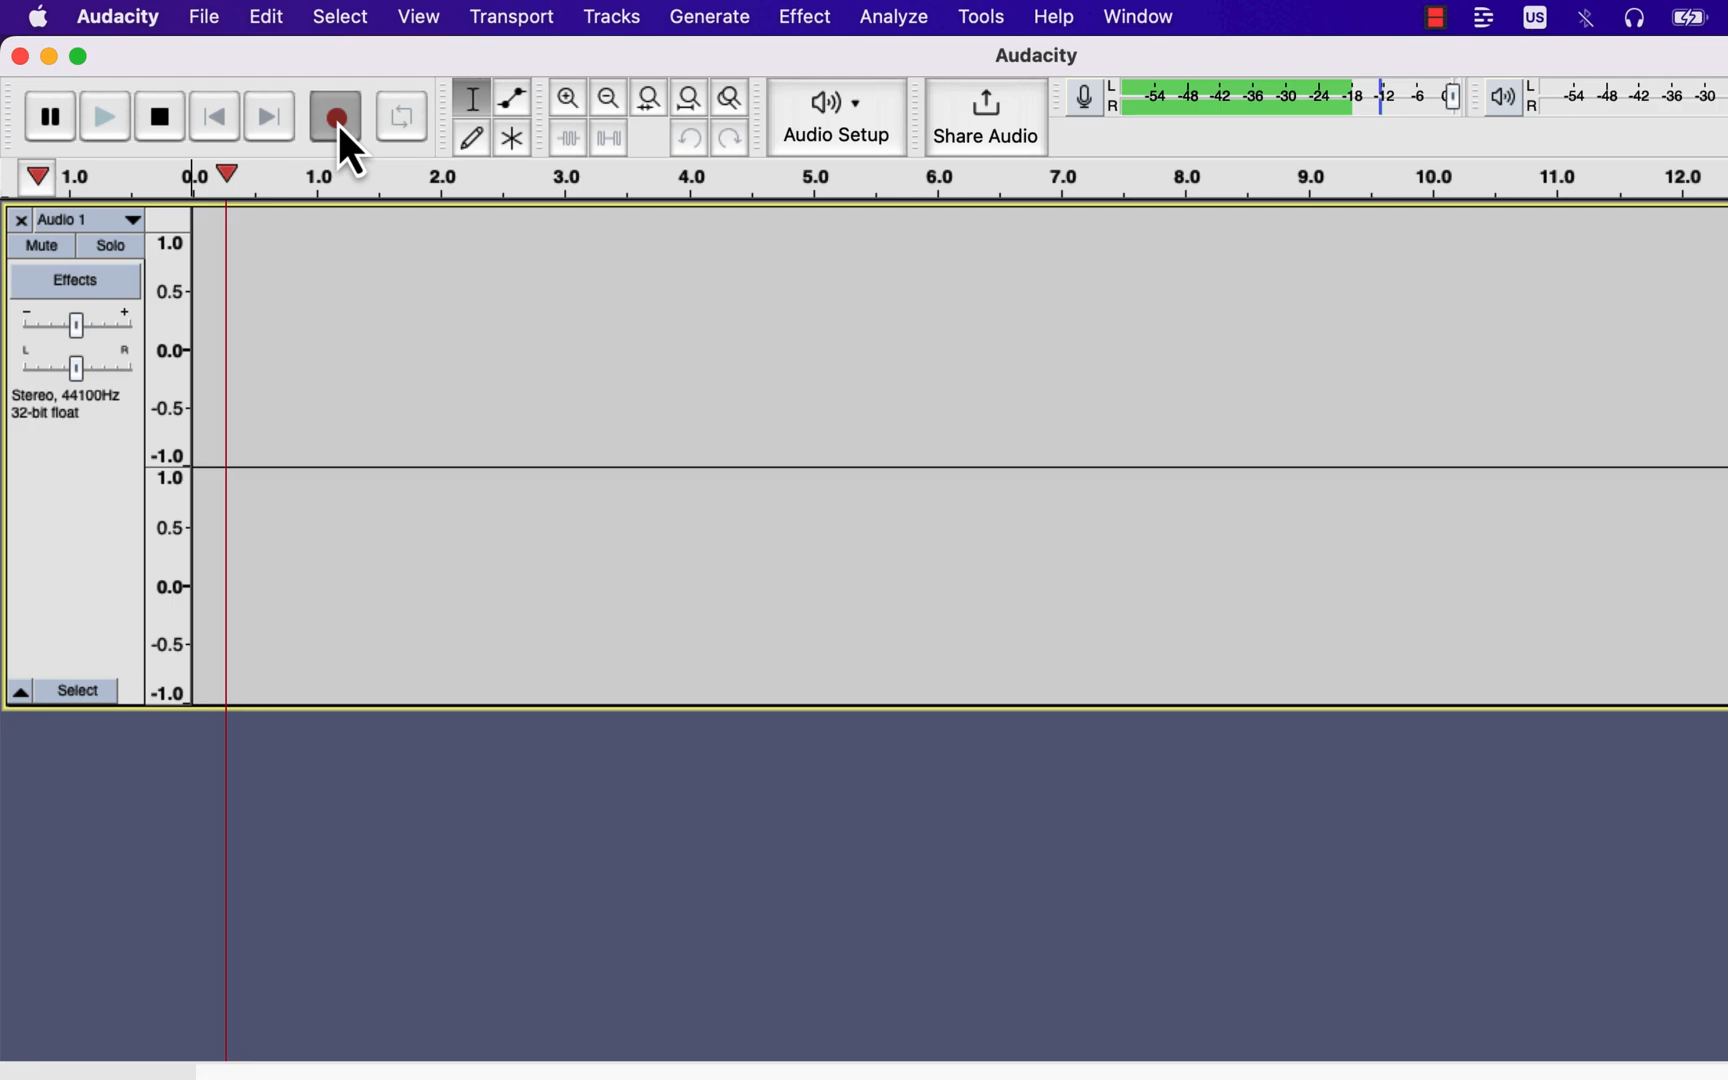 Audacity File Edit Select View Transport Tracks Generate Effect Analyze Tools Help Window US
Audacity
Audio Setup Share Audio
L -54 -48 -42 -36 -30 -24 -18 -12 -6 L -54 -48 -42 -36 -30
R R
1.0 0.0 1.0 2.0 3.0 4.0 5.0 6.0 7.0 8.0 9.0 10.0 11.0 12.0
Audio 1
Mute Solo 1.0
Effects
0.5
- +
L R 0.0
Stereo, 44100Hz
32-bit float -0.5
-1.0
1.0
0.5
0.0
-0.5
Select -1.0